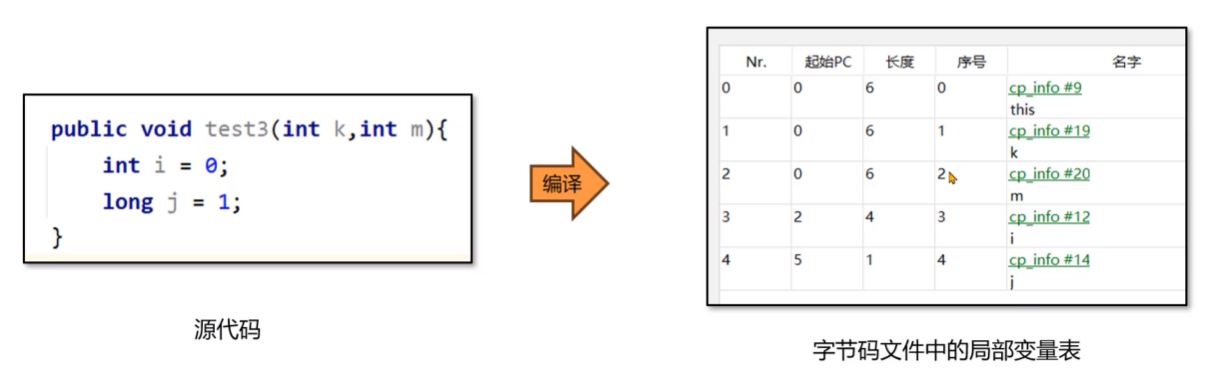 public void test3(int k,int m){
int i = 0;
long j = 1;
}
源代码
编译
Nr. 起始PC 长度 序号 名字
0 0 6 0 cp_info #9
this
1 0 6 1 cp_info #19
k
2 0 6 2 cp_info #20
m
3 2 4 3 cp_info #12
i
4 5 1 4 cp_info #14
j
字节码文件中的局部变量表